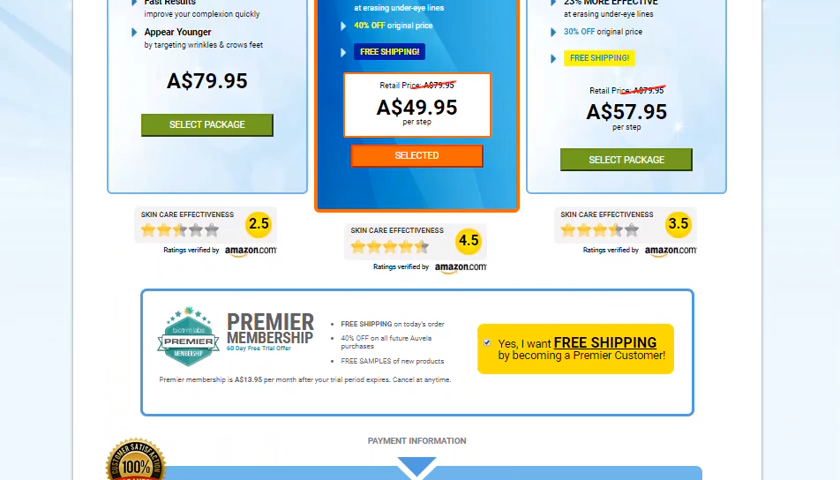 Fast Results
improve your complexion quickly
Appear Younger
by targeting wrinkles & crows feet
A$79.95
SELECT PACKAGE
at erasing under-eye lines
40% OFF original price
FREE SHIPPING!
Retail Price: A$79.95
A$49.95
per step
SELECTED
23% MORE EFFECTIVE
at erasing under-eye lines
30% OFF original price
FREE SHIPPING!
Retail Price: A$79.95
A$57.95
per step
SELECT PACKAGE
SKIN CARE EFFECTIVENESS
2.5
Ratings verified by amazon.com
SKIN CARE EFFECTIVENESS
4.5
Ratings verified by amazon.com
SKIN CARE EFFECTIVENESS
3.5
Ratings verified by amazon.com
PREMIER
MEMBERSHIP
PREMIER
MEMBERSHIP
60 Day Free Trial Offer
FREE SHIPPING on today's order
40% OFF on all future Auvela
purchases
FREE SAMPLES of new products
Yes, I want FREE SHIPPING
by becoming a Premier Customer!
Premier membership is A$13.95 per month after your trial period expires. Cancel at anytime.
PAYMENT INFORMATION
CUSTOMER SATISFACTION
100%